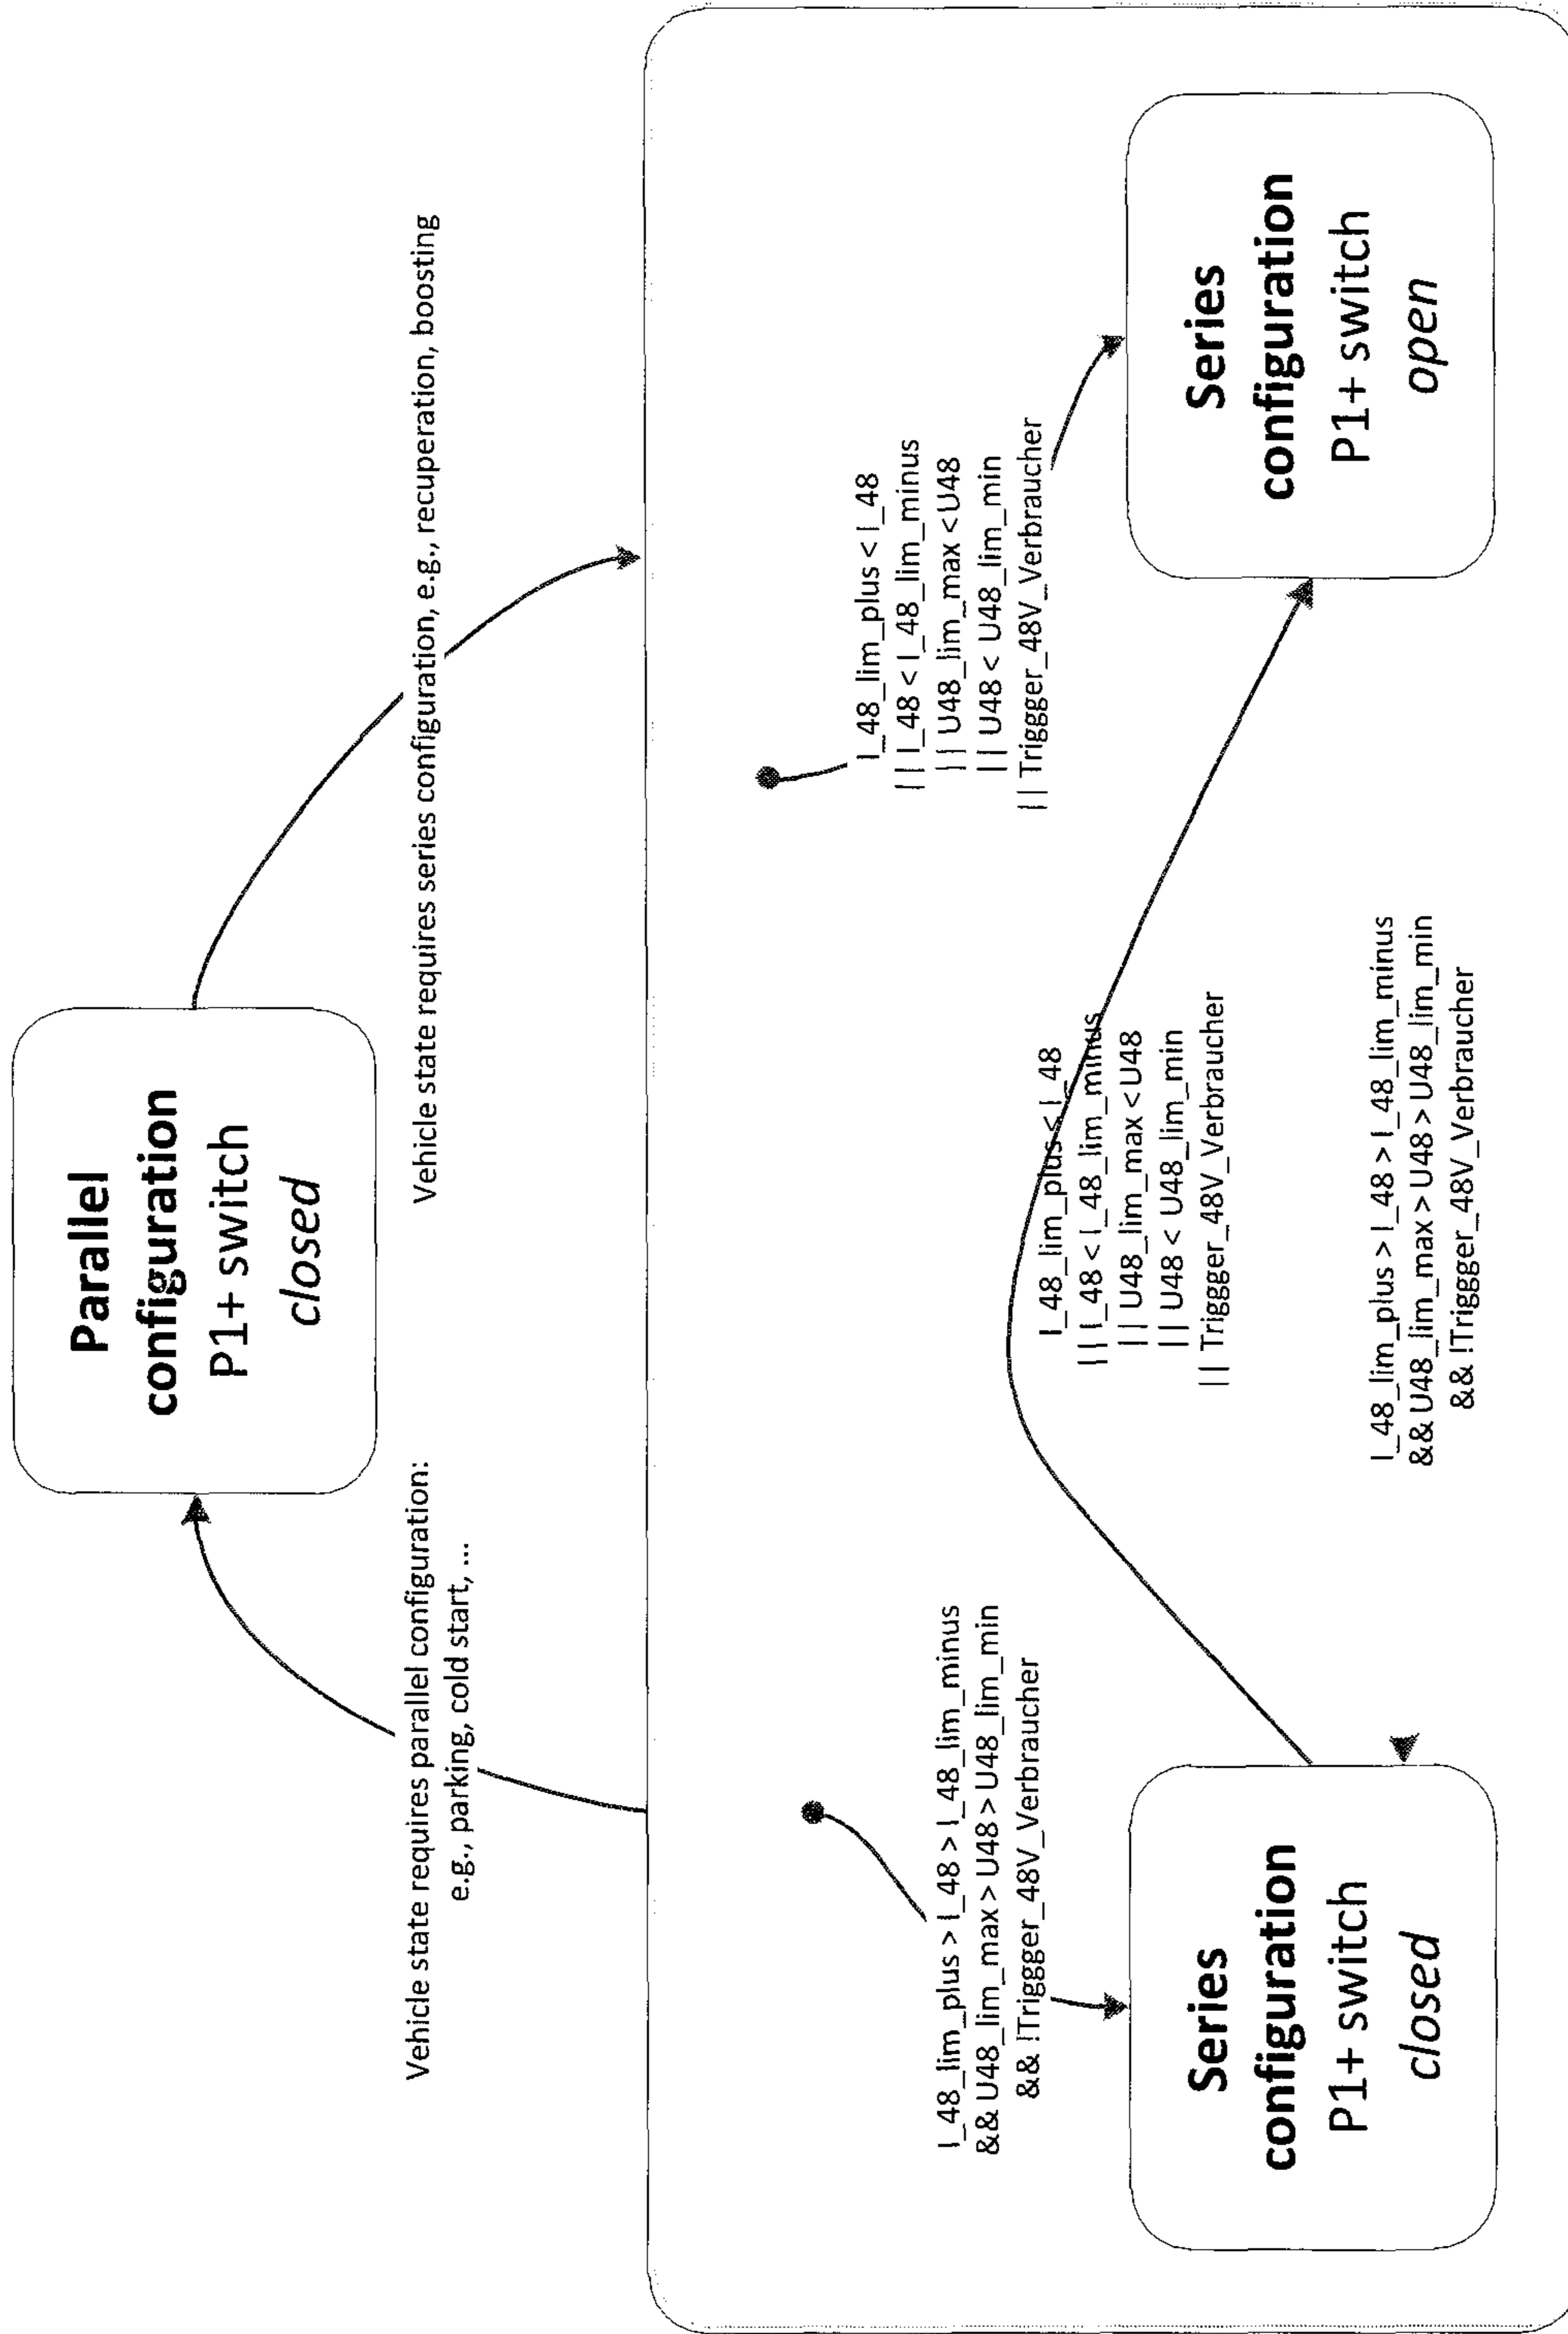 Parallel
configuration
P1+ switch
closed
Vehicle state requires parallel configuration:
e.g., parking, cold start, ...
Vehicle state requires series configuration, e.g., recuperation, boosting
I_48_lim_plus > I_48 > I_48_lim_minus
&& U48_lim_max > U48 > U48_lim_min
&& !Triggger_48V_Verbraucher
I_48_lim_plus < I_48
|| I_48 < I_48_lim_minus
|| U48_lim_max < U48
|| U48 < U48_lim_min
|| Triggger_48V_Verbraucher
I_48_lim_plus < I_48
|| I_48 < I_48_lim_minus
|| U48_lim_max < U48
|| U48 < U48_lim_min
|| Triggger_48V_Verbraucher
Series
configuration
P1+ switch
closed
I_48_lim_plus > I_48 > I_48_lim_minus
&& U48_lim_max > U48 > U48_lim_min
&& !Triggger_48V_Verbraucher
Series
configuration
P1+ switch
open